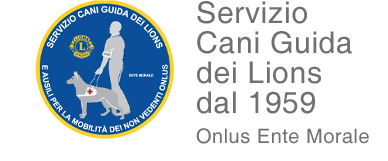 SERVIZIO CANI GUIDA DEI LIONS
L
ENTE MORALE
E AUSILI PER LA MOBILITÀ DEI NON VEDENTI ONLUS
Servizio
Cani Guida
dei Lions
dal 1959
Onlus Ente Morale